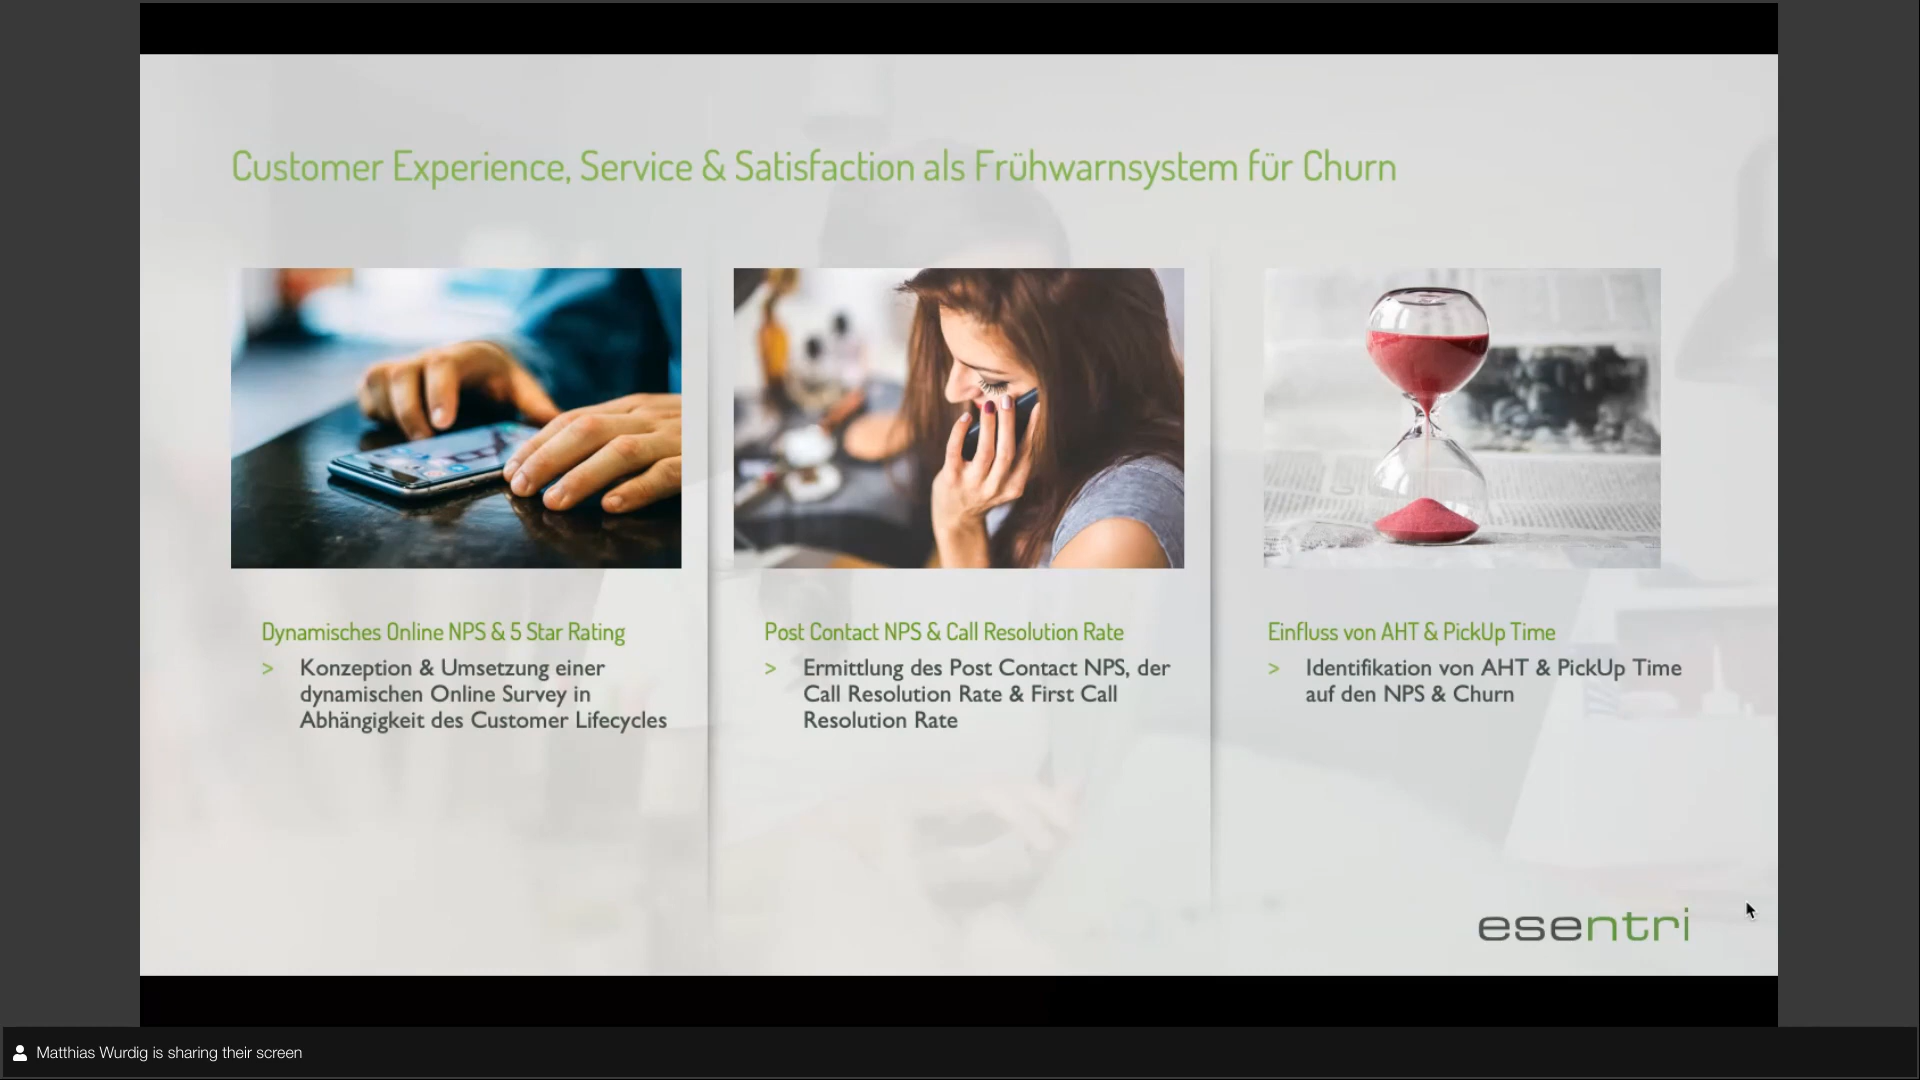 Customer Experience, Service & Satisfaction als Frühwarnsystem für Churn
Dynamisches Online NPS & 5 Star Rating
> Konzeption & Umsetzung einer
dynamischen Online Survey in
Abhängigkeit des Customer Lifecycles
Post Contact NPS & Call Resolution Rate
> Ermittlung des Post Contact NPS, der
Call Resolution Rate & First Call
Resolution Rate
Einfluss von AHT & PickUp Time
> Identifikation von AHT & PickUp Time
auf den NPS & Churn
esentri
Matthias Wurdig is sharing their screen